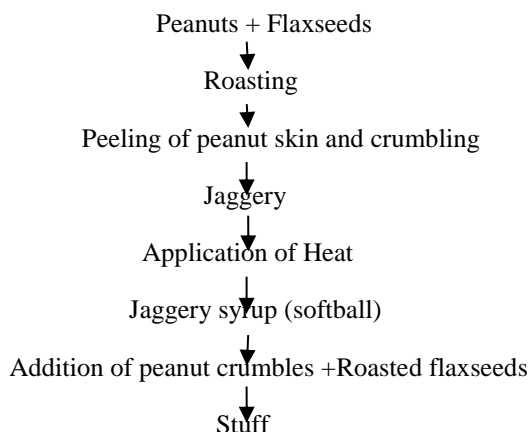 Peanuts + Flaxseeds
Roasting
Peeling of peanut skin and crumbling
Jaggery
Application of Heat
Jaggery syrup (softball)
Addition of peanut crumbles +Roasted flaxseeds
Stuff